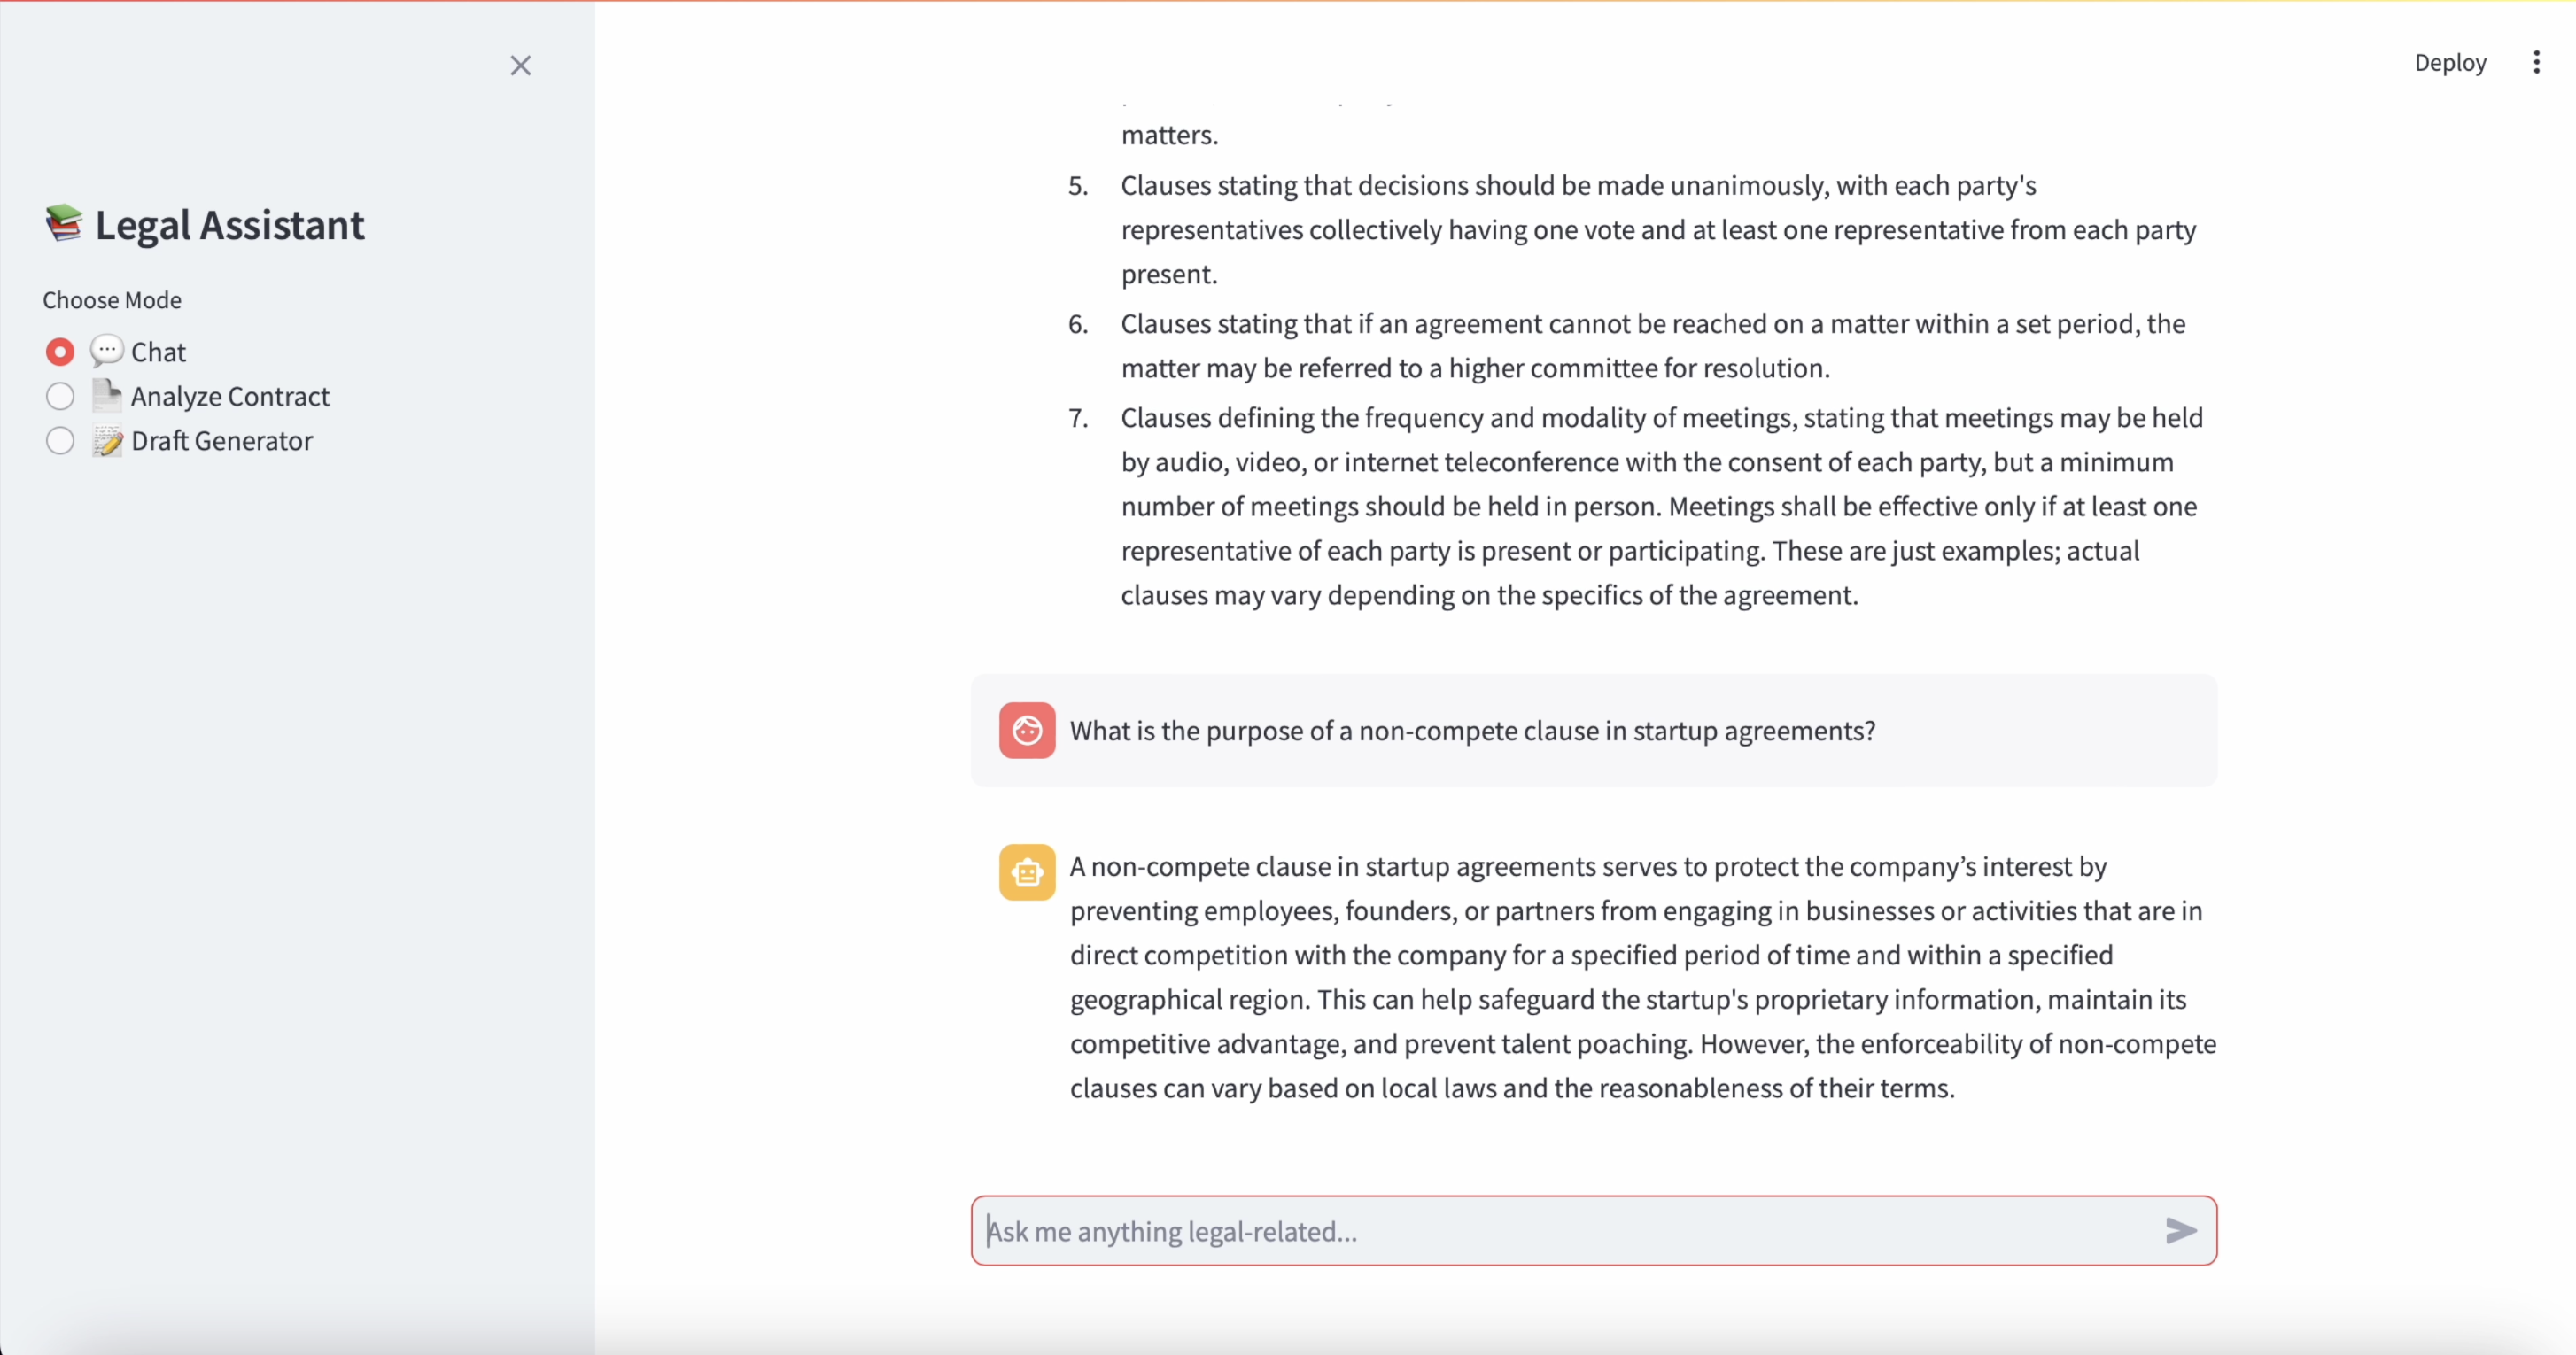 Deploy
Legal Assistant
Choose Mode
Chat
Analyze Contract
Draft Generator
matters.
5. Clauses stating that decisions should be made unanimously, with each party's
representatives collectively having one vote and at least one representative from each party
present.
6. Clauses stating that if an agreement cannot be reached on a matter within a set period, the
matter may be referred to a higher committee for resolution.
7. Clauses defining the frequency and modality of meetings, stating that meetings may be held
by audio, video, or internet teleconference with the consent of each party, but a minimum
number of meetings should be held in person. Meetings shall be effective only if at least one
representative of each party is present or participating. These are just examples; actual
clauses may vary depending on the specifics of the agreement.
What is the purpose of a non-compete clause in startup agreements?
A non-compete clause in startup agreements serves to protect the company’s interest by
preventing employees, founders, or partners from engaging in businesses or activities that are in
direct competition with the company for a specified period of time and within a specified
geographical region. This can help safeguard the startup's proprietary information, maintain its
competitive advantage, and prevent talent poaching. However, the enforceability of non-compete
clauses can vary based on local laws and the reasonableness of their terms.
Ask me anything legal-related...